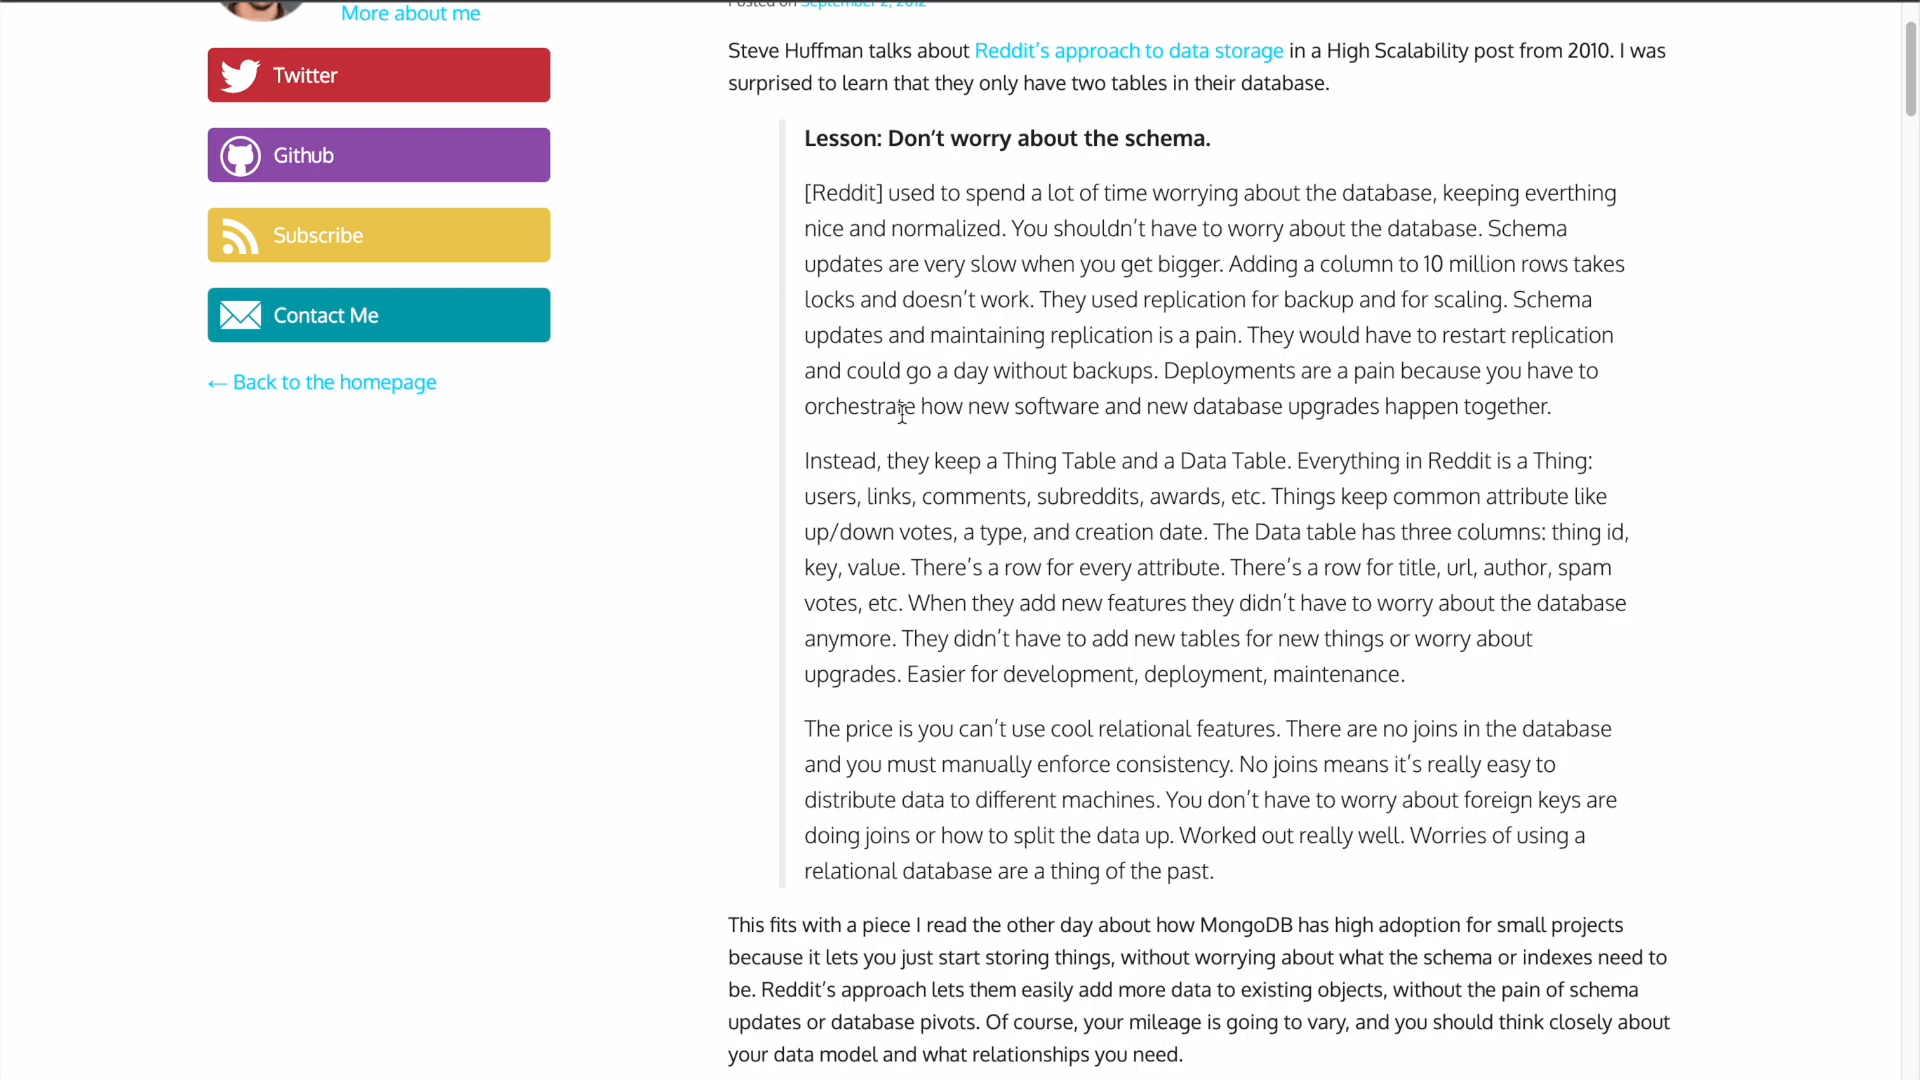 More about me
Twitter
Github
Subscribe
Contact Me
← Back to the homepage
Posted on September 2, 2012
Steve Huffman talks about Reddit's approach to data storage in a High Scalability post from 2010. I was
surprised to learn that they only have two tables in their database.
Lesson: Don't worry about the schema.
[Reddit] used to spend a lot of time worrying about the database, keeping everthing
nice and normalized. You shouldn't have to worry about the database. Schema
updates are very slow when you get bigger. Adding a column to 10 million rows takes
locks and doesn't work. They used replication for backup and for scaling. Schema
updates and maintaining replication is a pain. They would have to restart replication
and could go a day without backups. Deployments are a pain because you have to
orchestrate how new software and new database upgrades happen together.
Instead, they keep a Thing Table and a Data Table. Everything in Reddit is a Thing:
users, links, comments, subreddits, awards, etc. Things keep common attribute like
up/down votes, a type, and creation date. The Data table has three columns: thing id,
key, value. There's a row for every attribute. There's a row for title, url, author, spam
votes, etc. When they add new features they didn't have to worry about the database
anymore. They didn't have to add new tables for new things or worry about
upgrades. Easier for development, deployment, maintenance.
The price is you can't use cool relational features. There are no joins in the database
and you must manually enforce consistency. No joins means it's really easy to
distribute data to different machines. You don't have to worry about foreign keys are
doing joins or how to split the data up. Worked out really well. Worries of using a
relational database are a thing of the past.
This fits with a piece I read the other day about how MongoDB has high adoption for small projects
because it lets you just start storing things, without worrying about what the schema or indexes need to
be. Reddit's approach lets them easily add more data to existing objects, without the pain of schema
updates or database pivots. Of course, your mileage is going to vary, and you should think closely about
your data model and what relationships you need.